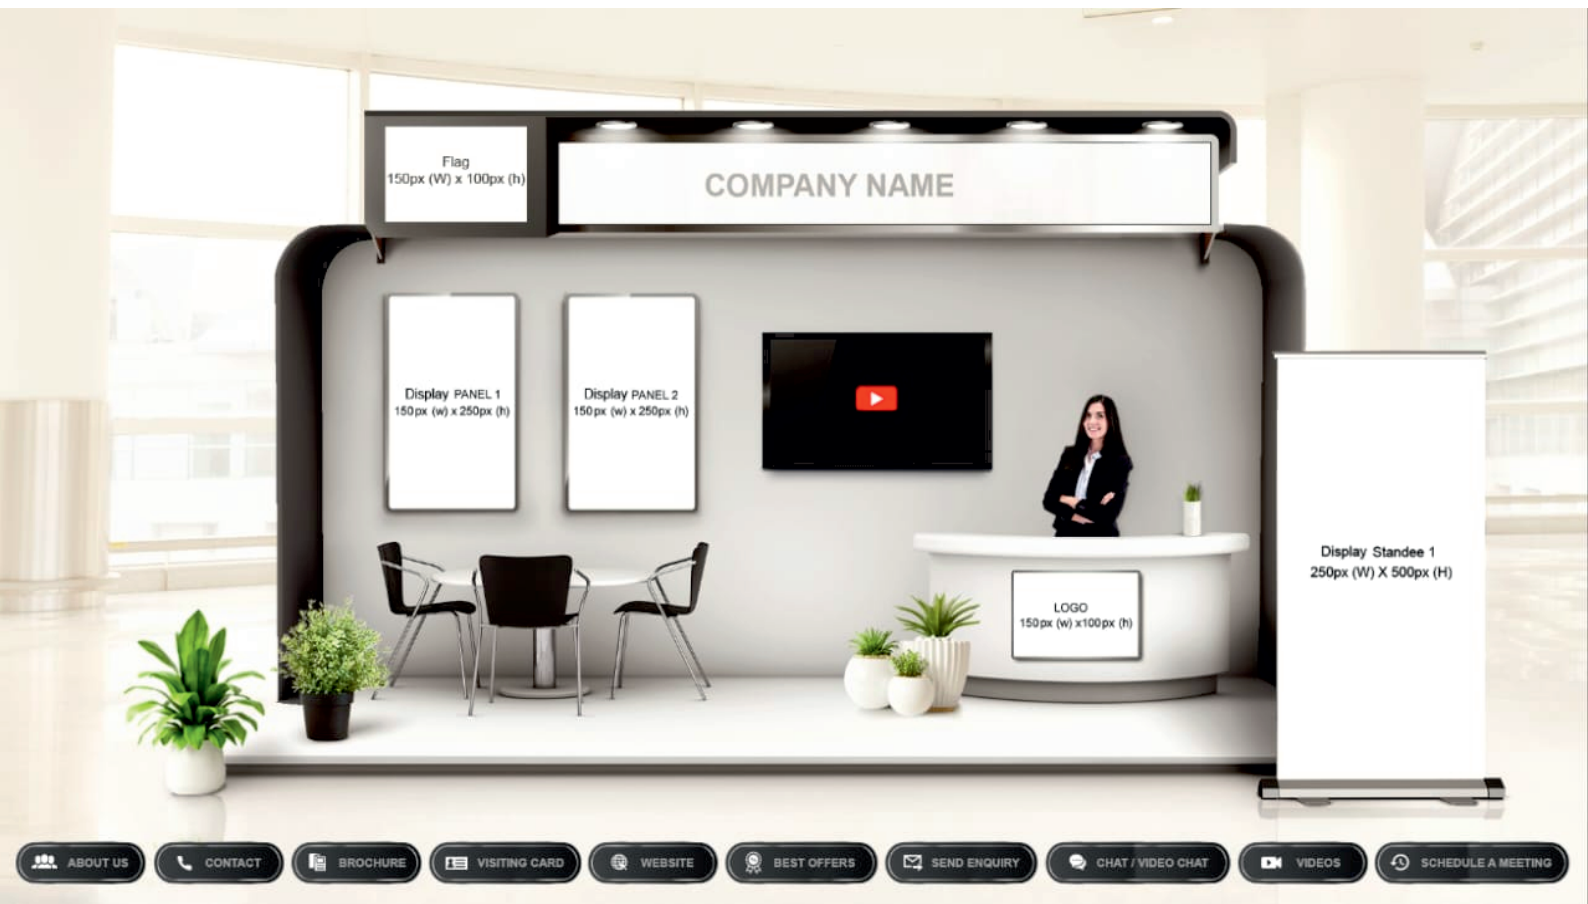 Flag
150px (W) x 100px (h)
COMPANY NAME
Display PANEL 1
150px (w) x 250px (h)
Display PANEL 2
150px (w) x 250px (h)
Display Standee 1
250px (W) X 500px (H)
LOGO
150px (w) x100px (h)
ABOUT US
CONTACT
BROCHURE
VISITING CARD
WEBSITE
BEST OFFERS
SEND ENQUIRY
CHAT / VIDEO CHAT
VIDEOS
SCHEDULE A MEETING